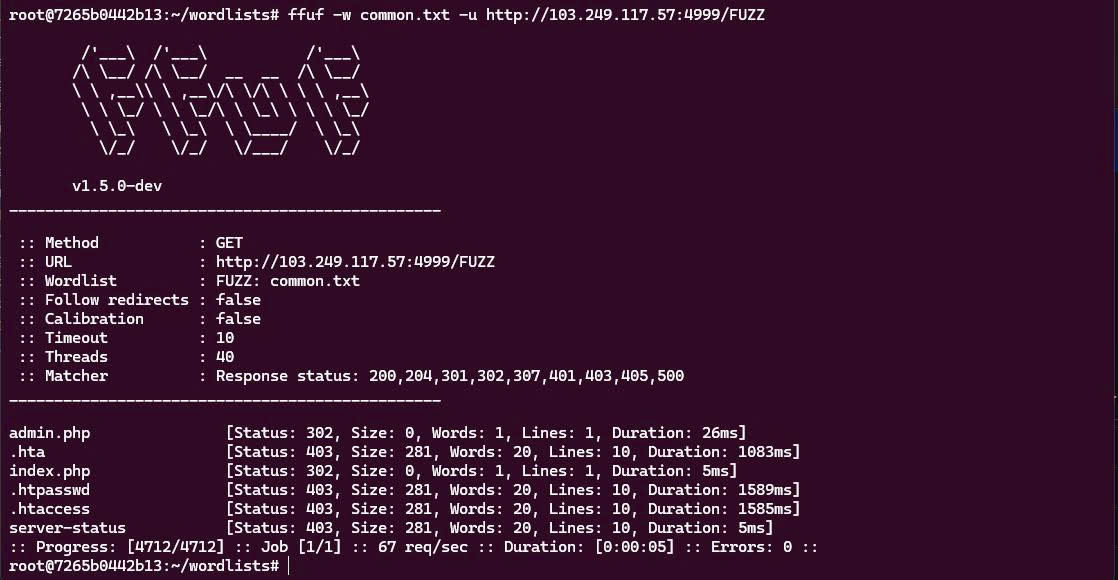 root@7265b0442b13:~/wordlists# ffuf -w common.txt -u http://103.249.117.57:4999/FUZZ
        /'___\  /'___\           /'___\
       /\ \__/ /\ \__/  __  __  /\ \__/
       \ \ ,__\\ \ ,__\/\ \/\ \ \ \ ,__\
        \ \ \_/ \ \ \_/\ \ \_\ \ \ \ \_/
         \ \_\   \ \_\  \ \____/  \ \_\
          \/_/    \/_/   \/___/    \/_/
       v1.5.0-dev
________________________________________________
 :: Method           : GET
 :: URL              : http://103.249.117.57:4999/FUZZ
 :: Wordlist         : FUZZ: common.txt
 :: Follow redirects : false
 :: Calibration      : false
 :: Timeout          : 10
 :: Threads          : 40
 :: Matcher          : Response status: 200,204,301,302,307,401,403,405,500
________________________________________________
admin.php               [Status: 302, Size: 0, Words: 1, Lines: 1, Duration: 26ms]
.hta                    [Status: 403, Size: 281, Words: 20, Lines: 10, Duration: 1083ms]
index.php               [Status: 302, Size: 0, Words: 1, Lines: 1, Duration: 5ms]
.htpasswd               [Status: 403, Size: 281, Words: 20, Lines: 10, Duration: 1589ms]
.htaccess               [Status: 403, Size: 281, Words: 20, Lines: 10, Duration: 1585ms]
server-status           [Status: 403, Size: 281, Words: 20, Lines: 10, Duration: 5ms]
:: Progress: [4712/4712] :: Job [1/1] :: 67 req/sec :: Duration: [0:00:05] :: Errors: 0 ::
root@7265b0442b13:~/wordlists#